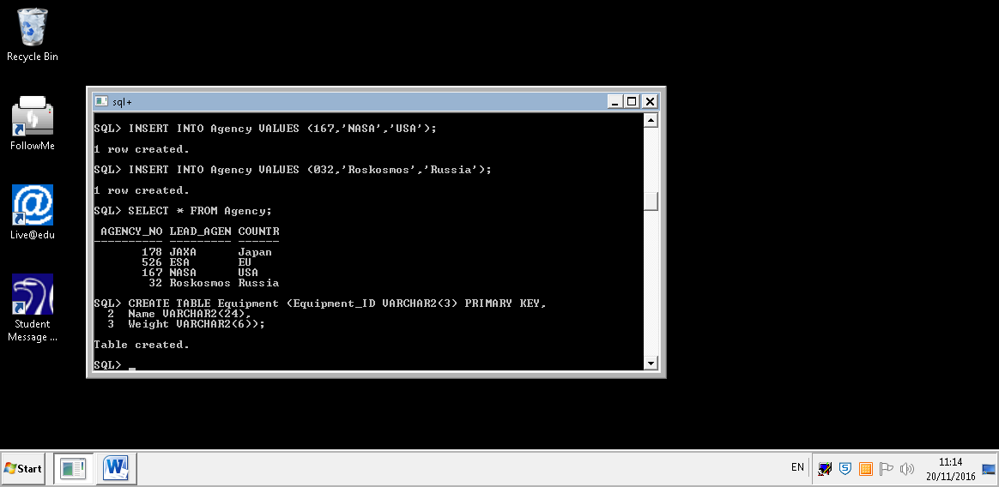 Recycle Bin
FollowMe
Live@edu
Student
Message ...
sql+
SQL> INSERT INTO Agency VALUES (167,'NASA','USA');
1 row created.
SQL> INSERT INTO Agency VALUES (032,'Roskosmos','Russia');
1 row created.
SQL> SELECT * FROM Agency;
AGENCY_NO LEAD_AGEN COUNTR
---------- --------- ------
178 JAXA Japan
526 ESA EU
167 NASA USA
32 Roskosmos Russia
SQL> CREATE TABLE Equipment (Equipment_ID VARCHAR2(3) PRIMARY KEY,
2 Name VARCHAR2(24),
3 Weight VARCHAR2(6));
Table created.
SQL> _
Start
EN
11:14
20/11/2016